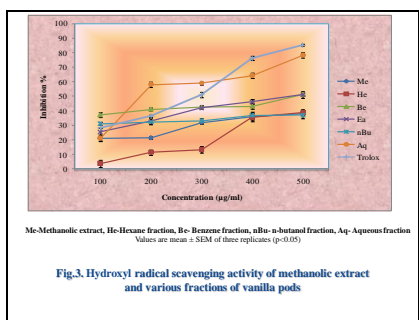 100
90
80
70
60
50
40
30
20
10
0
Inhibition %
100 200 300 400 500
Concentration (µg/ml)
Me
He
Be
Ea
nBu
Aq
Trolox
Me-Methanolic extract, He-Hexane fraction, Be- Benzene fraction, nBu- n-butanol fraction, Aq- Aqueous fraction
Values are mean ± SEM of three replicates (p<0.05)
Fig.3. Hydroxyl radical scavenging activity of methanolic extract
and various fractions of vanilla pods